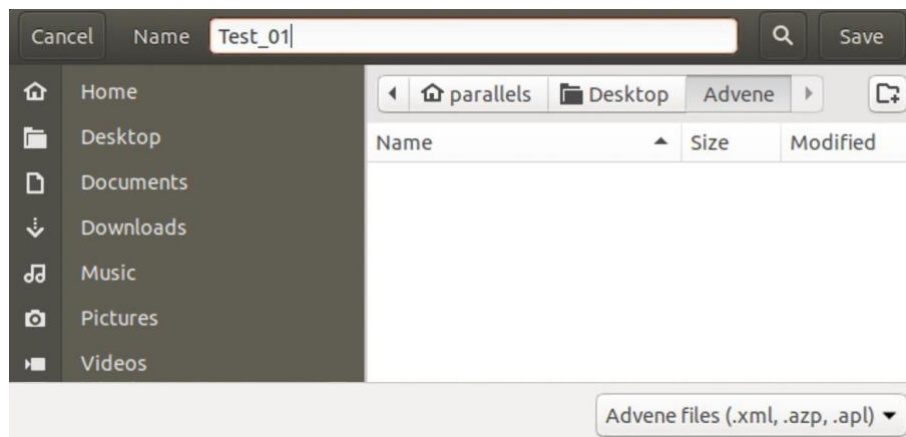 Cancel Name Test_01 Save
Home
parallels Desktop Advene
Desktop
Name Size Modified
Documents
Downloads
Music
Pictures
Videos
Advene files (.xml, .azp, .apl)